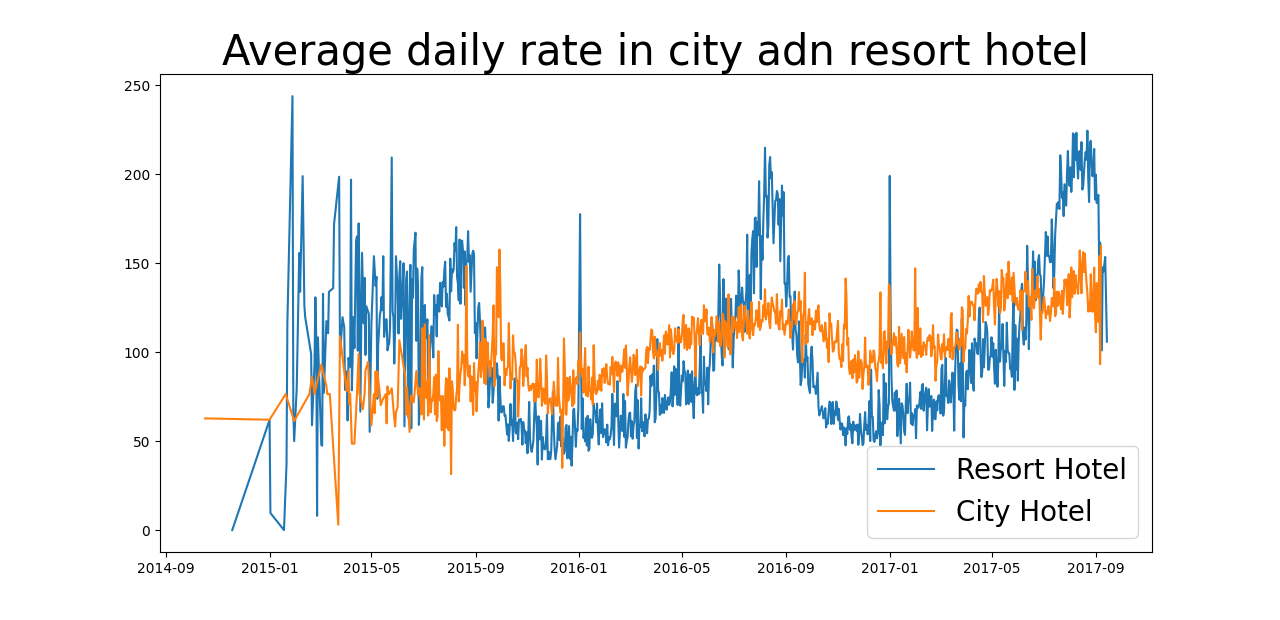 Average daily rate in city adn resort hotel
250
200
150
100
50
0
Resort Hotel
City Hotel
2014-09 2015-01 2015-05 2015-09 2016-01 2016-05 2016-09 2017-01 2017-05 2017-09